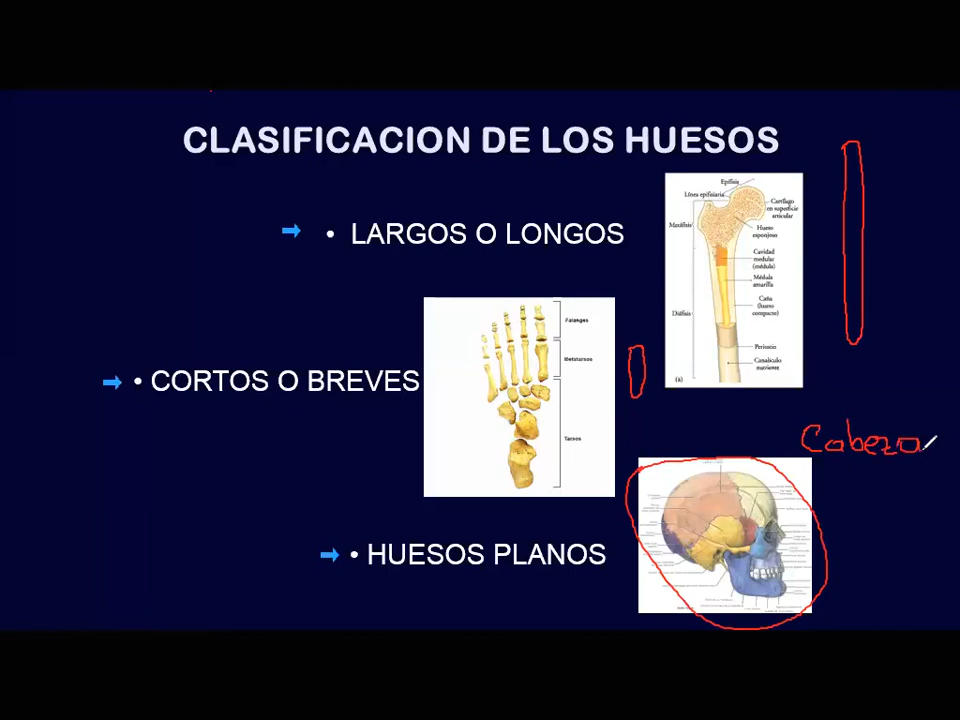 CLASIFICACION DE LOS HUESOS
• LARGOS O LONGOS
Epífisis
Línea epifisiaria
Cartílago
en superficie
articular
Metáfisis
Hueso
esponjoso
Cavidad
medular
(médula)
Médula
amarilla
Caña
(hueso
compacto)
Diáfisis
Periostio
Canalículo
nutriente
(a)
Falanges
Metatarsos
Tarsos
• CORTOS O BREVES
Cabeza
• HUESOS PLANOS